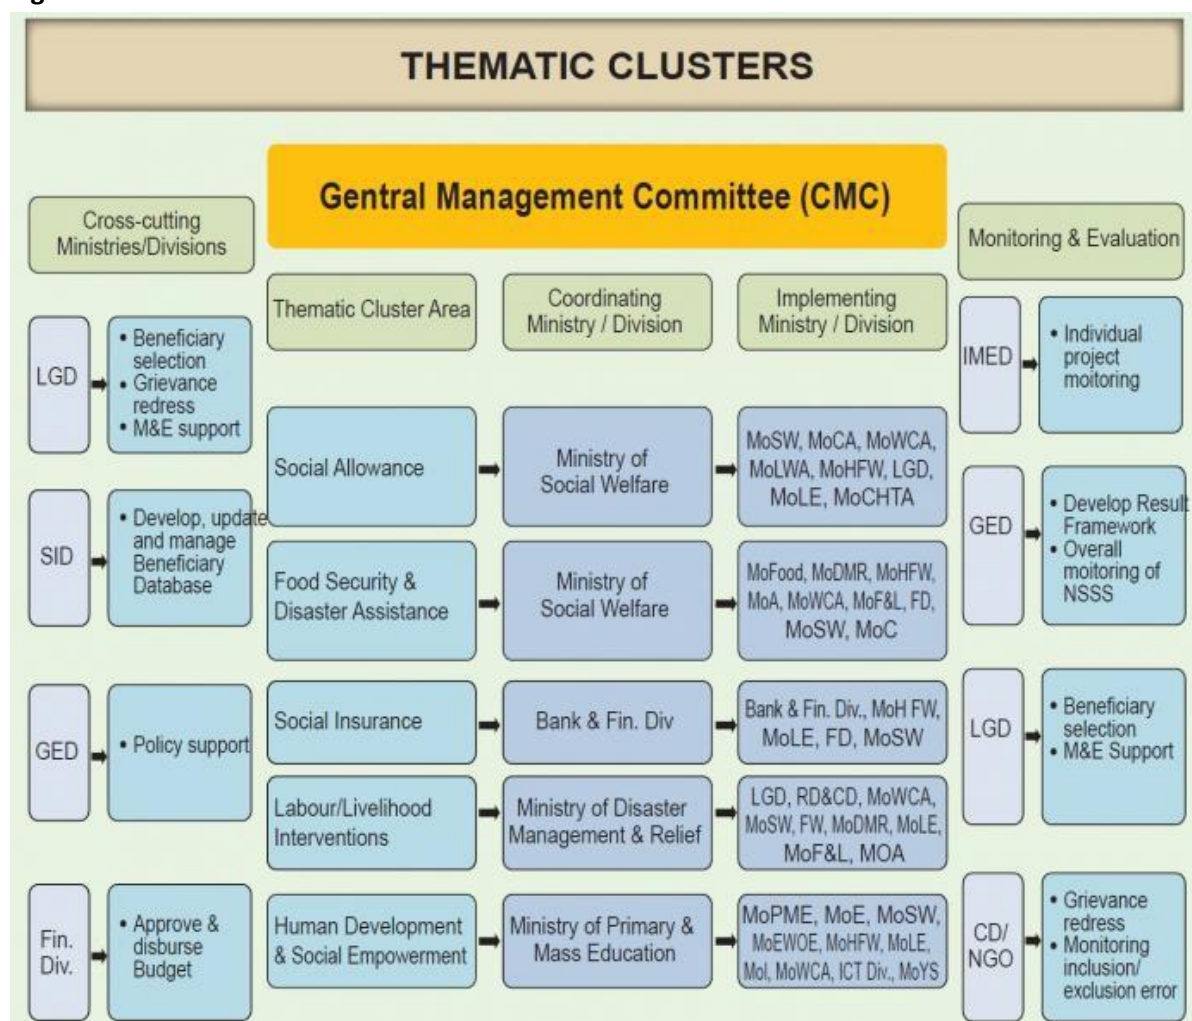 THEMATIC CLUSTERS
Gentral Management Committee (CMC)
Cross-cutting
Ministries/Divisions
LGD
• Beneficiary
selection
• Grievance
redress
• M&E support
SID
• Develop, update
and manage
Beneficiary
Database
GED
• Policy support
Fin.
Div.
• Approve &
disburse
Budget
Thematic Cluster Area
Coordinating
Ministry / Division
Implementing
Ministry / Division
Social Allowance
Ministry of
Social Welfare
MoSW, MoCA, MoWCA,
MoLWA, MoHFW, LGD,
MoLE, MoCHTA
Food Security &
Disaster Assistance
Ministry of
Social Welfare
MoFood, MoDMR, MoHFW,
MoA, MoWCA, MoF&L, FD,
MoSW, MoC
Social Insurance
Bank & Fin. Div
Bank & Fin. Div., MoH FW,
MoLE, FD, MoSW
Labour/Livelihood
Interventions
Ministry of Disaster
Management & Relief
LGD, RD&CD, MoWCA,
MoSW, FW, MoDMR, MoLE,
MoF&L, MOA
Human Development
& Social Empowerment
Ministry of Primary &
Mass Education
MoPME, MoE, MoSW,
MoEWOE, MoHFW, MoLE,
MoI, MoWCA, ICT Div., MoYS
Monitoring & Evaluation
IMED
• Individual
project
moitoring
GED
• Develop Result
Framework
• Overall
moitoring of
NSSS
LGD
• Beneficiary
selection
• M&E Support
CD/
NGO
• Grievance
redress
• Monitoring
inclusion/
exclusion error